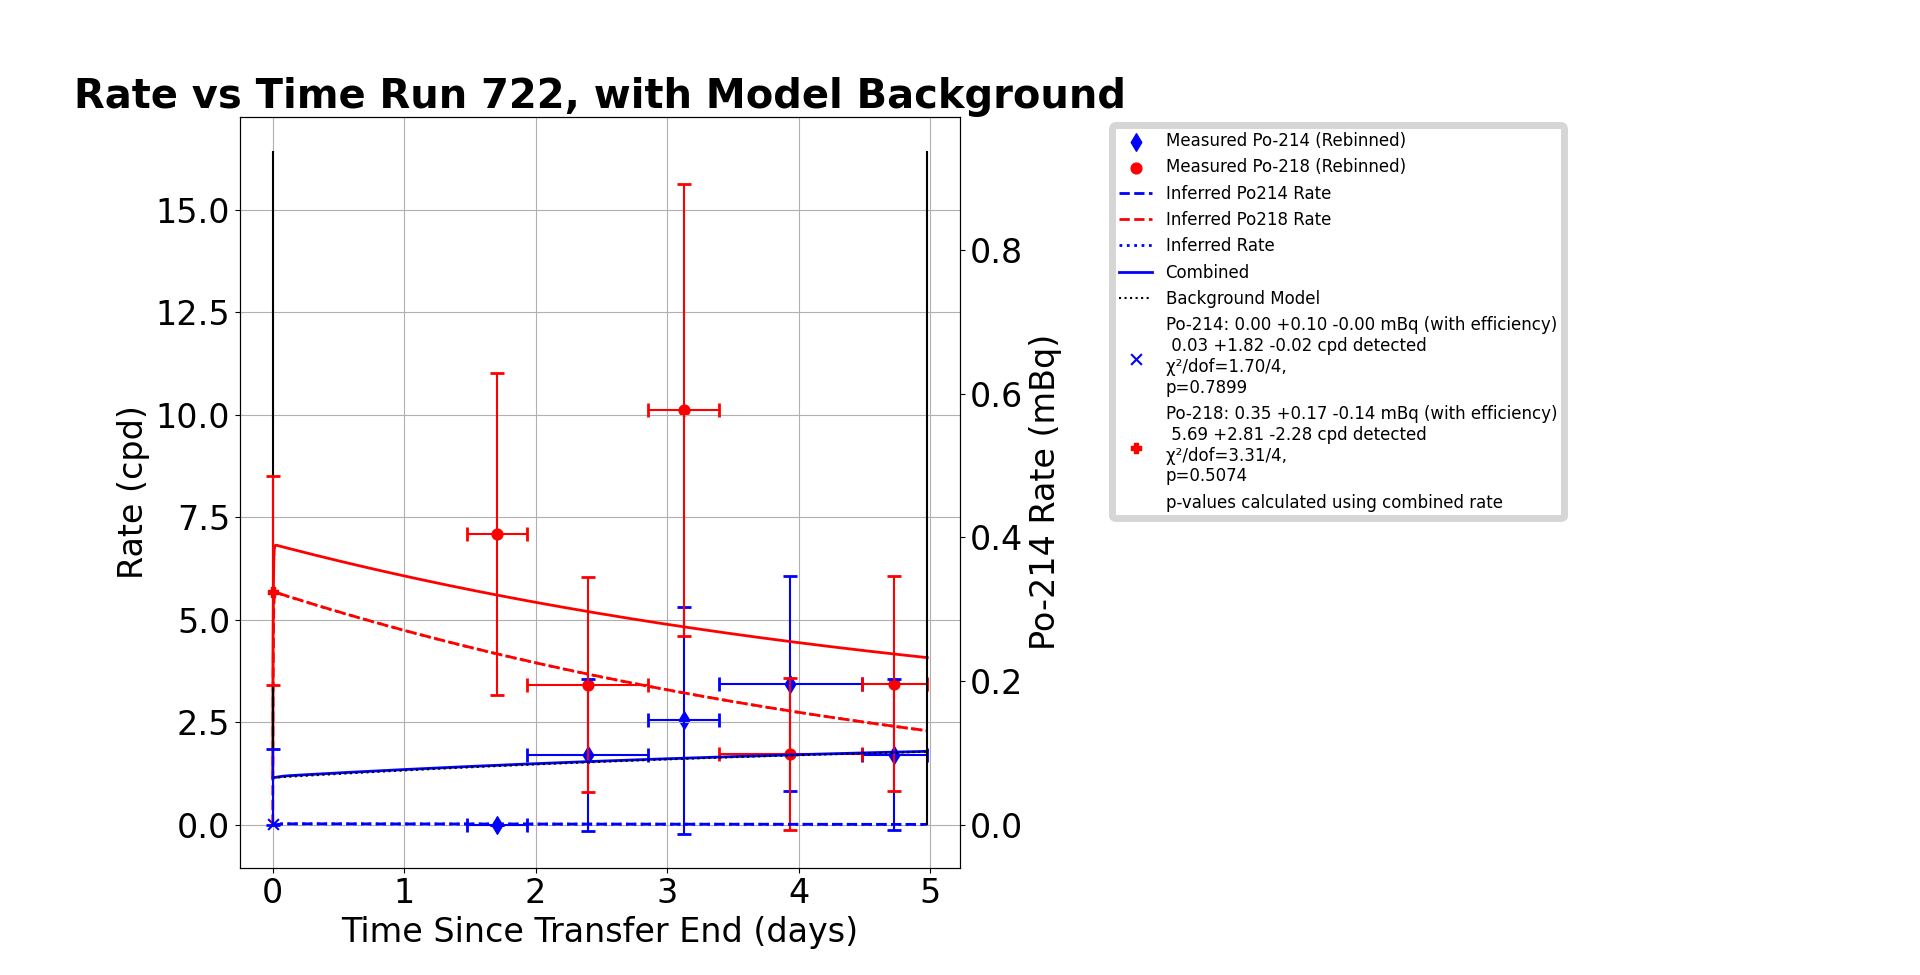 Rate vs Time Run 722, with Model Background
15.0
12.5
10.0
7.5
5.0
2.5
0.0
Rate (cpd)
0.8
0.6
0.4
0.2
0.0
Po-214 Rate (mBq)
0 1 2 3 4 5
Time Since Transfer End (days)
Measured Po-214 (Rebinned)
Measured Po-218 (Rebinned)
Inferred Po214 Rate
Inferred Po218 Rate
Inferred Rate
Combined
Background Model
Po-214: 0.00 +0.10 -0.00 mBq (with efficiency)
0.03 +1.82 -0.02 cpd detected
χ²/dof=1.70/4,
p=0.7899
Po-218: 0.35 +0.17 -0.14 mBq (with efficiency)
5.69 +2.81 -2.28 cpd detected
χ²/dof=3.31/4,
p=0.5074
p-values calculated using combined rate